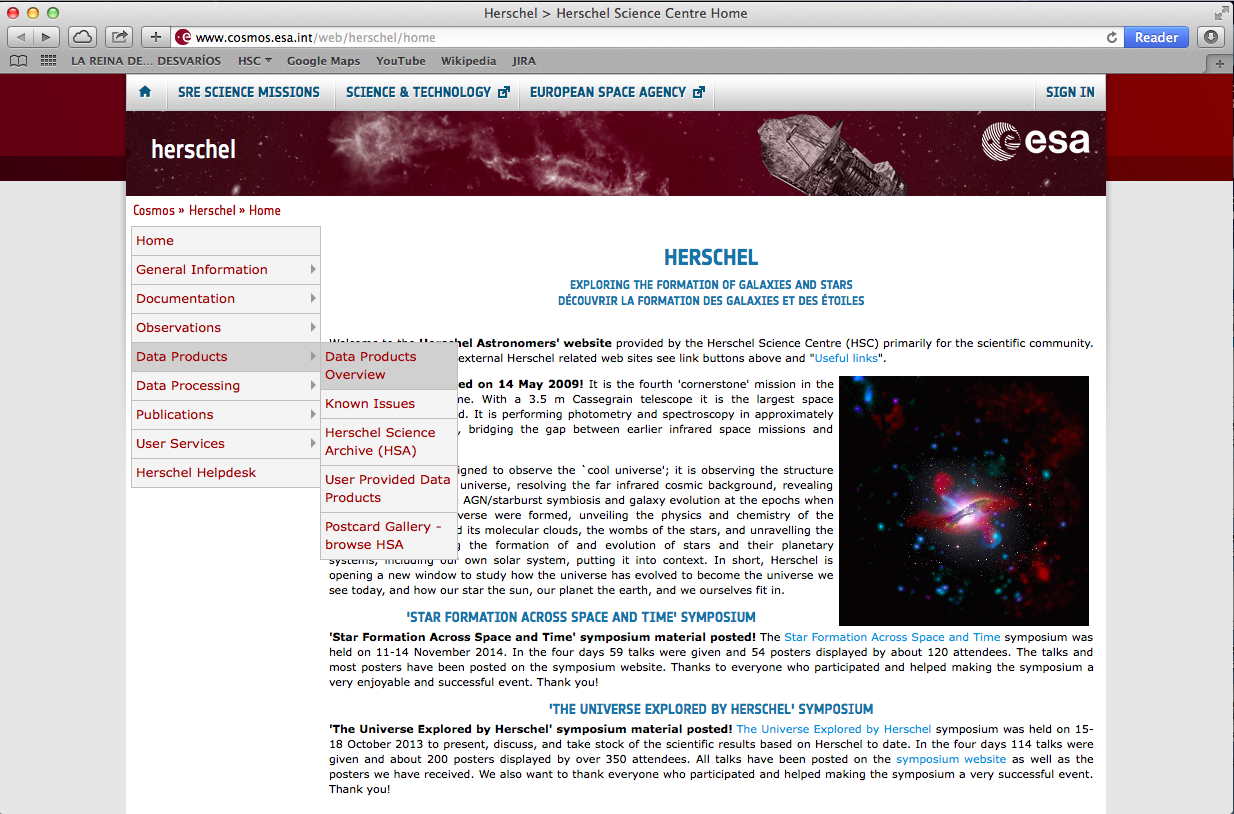 Herschel > Herschel Science Centre Home
www.cosmos.esa.int/web/herschel/home
Reader
LA REINA DE... DESVARÍOS HSC Google Maps YouTube Wikipedia JIRA
SRE SCIENCE MISSIONS SCIENCE & TECHNOLOGY EUROPEAN SPACE AGENCY SIGN IN
herschel
esa
Cosmos » Herschel » Home
Home
General Information
Documentation
Observations
Data Products
Data Processing
Publications
User Services
Herschel Helpdesk
Data Products
Overview
Known Issues
Herschel Science
Archive (HSA)
User Provided Data
Products
Postcard Gallery -
browse HSA
HERSCHEL
EXPLORING THE FORMATION OF GALAXIES AND STARS
DÉCOUVRIR LA FORMATION DES GALAXIES ET DES ÉTOILES
Welcome to the Herschel Astronomers' website provided by the Herschel Science Centre (HSC) primarily for the scientific community.
external Herschel related web sites see link buttons above and "Useful links".
on 14 May 2009! It is the fourth 'cornerstone' mission in the
With a 3.5 m Cassegrain telescope it is the largest space
It is performing photometry and spectroscopy in approximately
, bridging the gap between earlier infrared space missions and
to observe the `cool universe'; it is observing the structure
universe, resolving the far infrared cosmic background, revealing
AGN/starburst symbiosis and galaxy evolution at the epochs when
were formed, unveiling the physics and chemistry of the
its molecular clouds, the wombs of the stars, and unravelling the
the formation of and evolution of stars and their planetary
systems, including our own solar system, putting it into context. In short, Herschel is
opening a new window to study how the universe has evolved to become the universe we
see today, and how our star the sun, our planet the earth, and we ourselves fit in.
'STAR FORMATION ACROSS SPACE AND TIME' SYMPOSIUM
'Star Formation Across Space and Time' symposium material posted! The Star Formation Across Space and Time symposium was
held on 11-14 November 2014. In the four days 59 talks were given and 54 posters displayed by about 120 attendees. The talks and
most posters have been posted on the symposium website. Thanks to everyone who participated and helped making the symposium a
very enjoyable and successful event. Thank you!
'THE UNIVERSE EXPLORED BY HERSCHEL' SYMPOSIUM
'The Universe Explored by Herschel' symposium material posted! The Universe Explored by Herschel symposium was held on 15-
18 October 2013 to present, discuss, and take stock of the scientific results based on Herschel to date. In the four days 114 talks were
given and about 200 posters displayed by over 350 attendees. All talks have been posted on the symposium website as well as the
posters we have received. We also want to thank everyone who participated and helped making the symposium a very successful event.
Thank you!